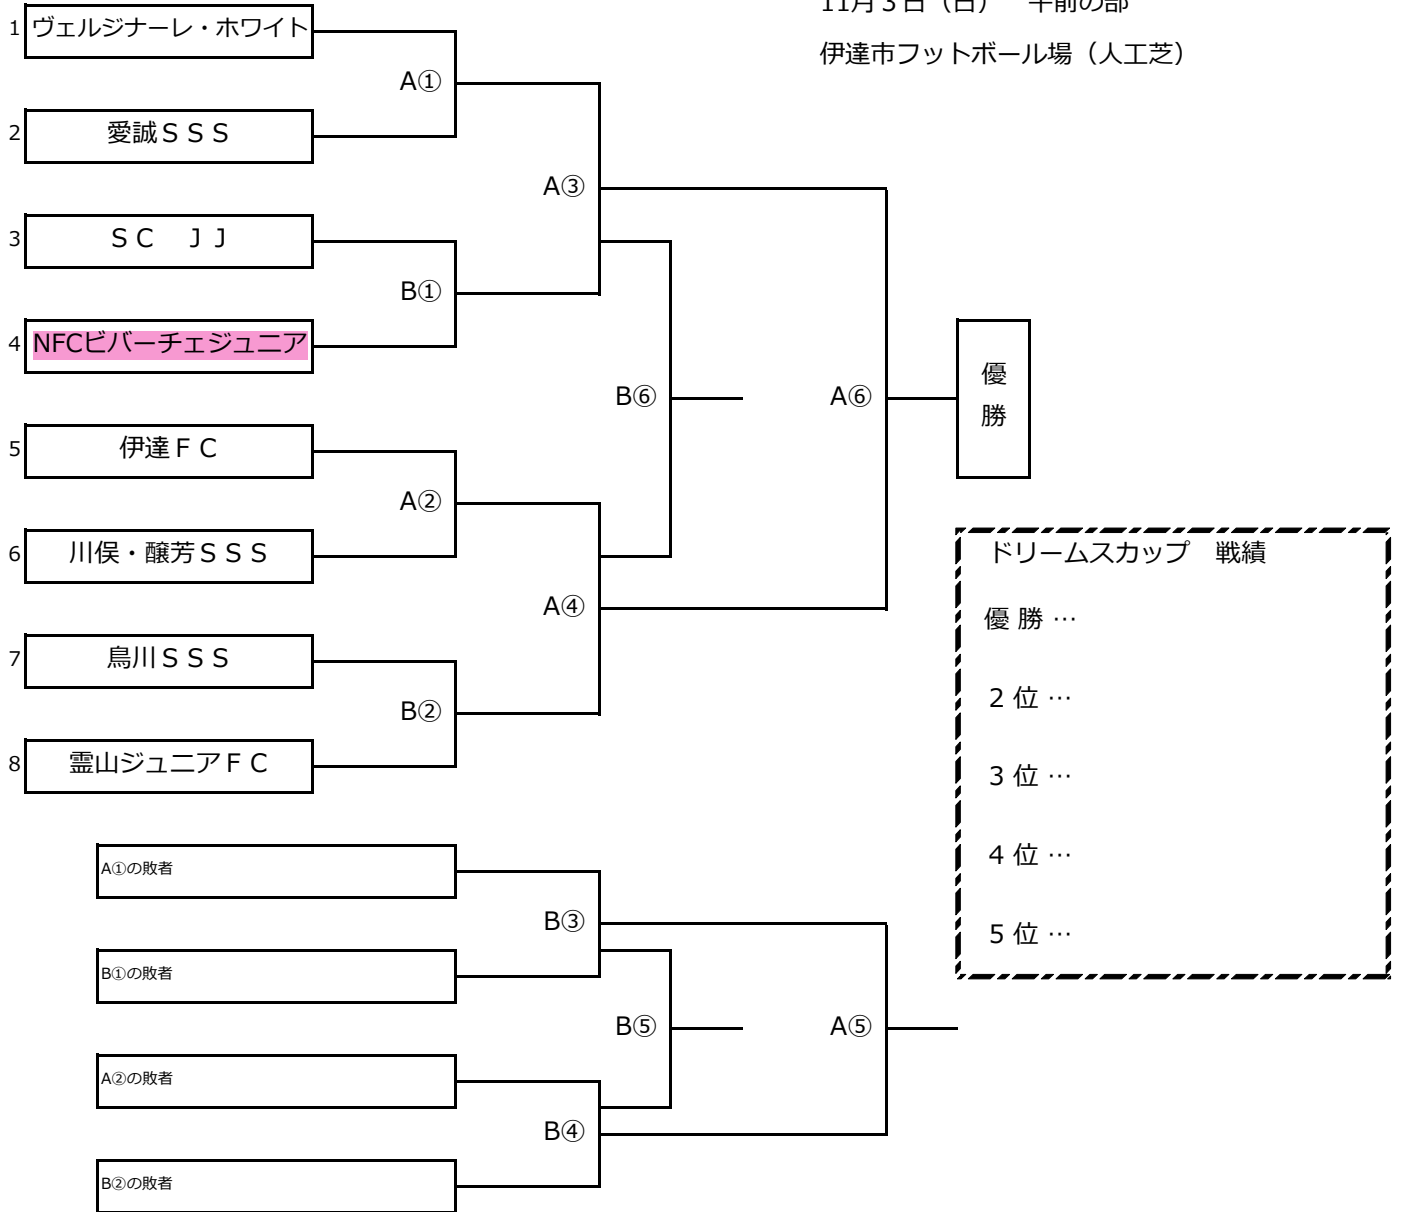 11月３日（日）　午前の部
伊達市フットボール場（人工芝）
1 ヴェルジナーレ・ホワイト
A①
2 愛誠ＳＳＳ
A③
3 ＳＣ　ＪＪ
B①
4 NFCビバーチェジュニア
B⑥
A⑥
優
勝
5 伊達ＦＣ
A②
6 川俣・醸芳ＳＳＳ
A④
7 鳥川ＳＳＳ
B②
8 霊山ジュニアＦＣ
ドリームスカップ　戦績
優 勝 …
２ 位 …
３ 位 …
４ 位 …
５ 位 …
A①の敗者
B③
B①の敗者
B⑤
A⑤
A②の敗者
B④
B②の敗者